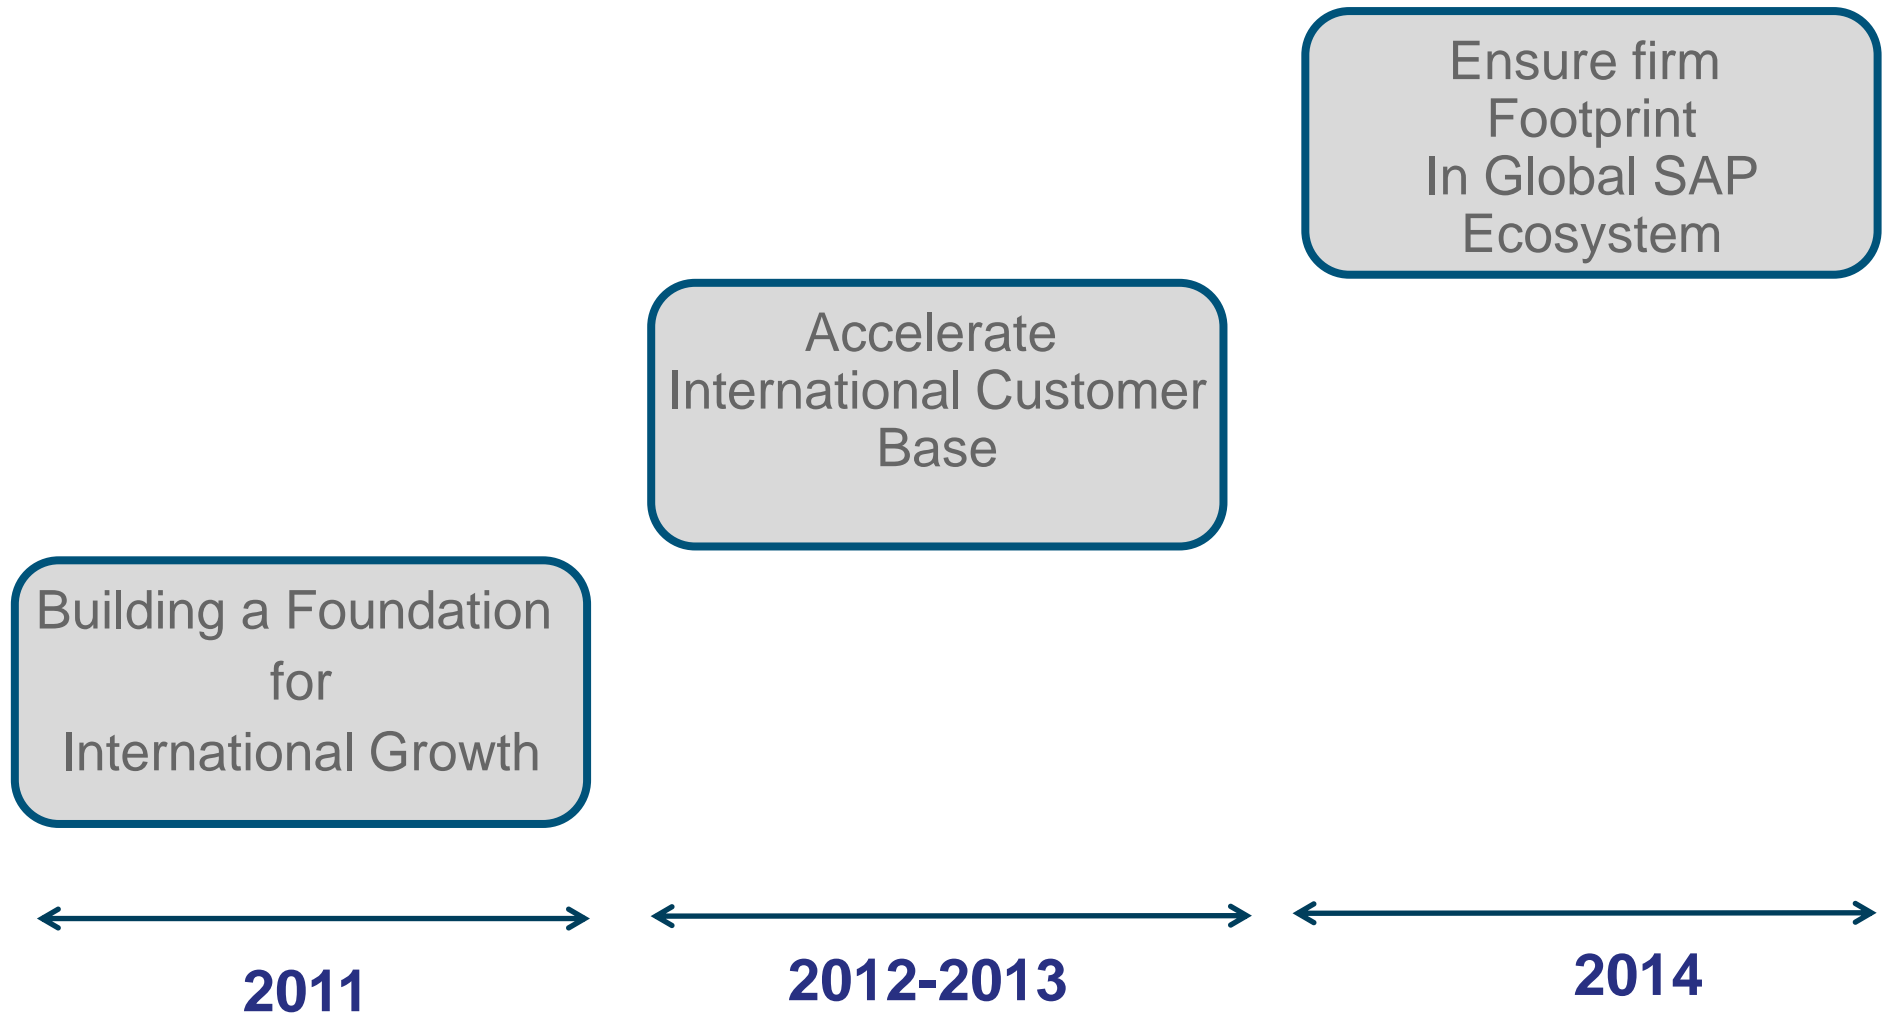 Ensure firm
Footprint
In Global SAP
Ecosystem
Accelerate
International Customer
Base
Building a Foundation
for
International Growth
2011
2012-2013
2014